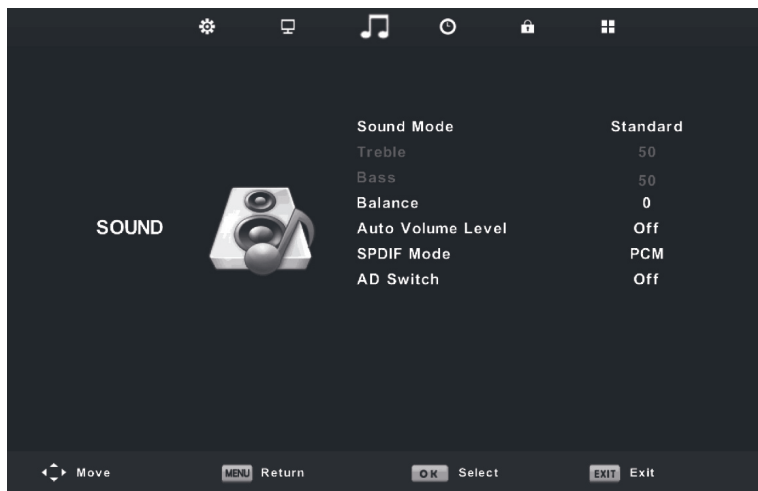 Sound Mode Standard
Treble 50
Bass 50
Balance 0
SOUND
Auto Volume Level Off
SPDIF Mode PCM
AD Switch Off
Move MENU Return OK Select EXIT Exit